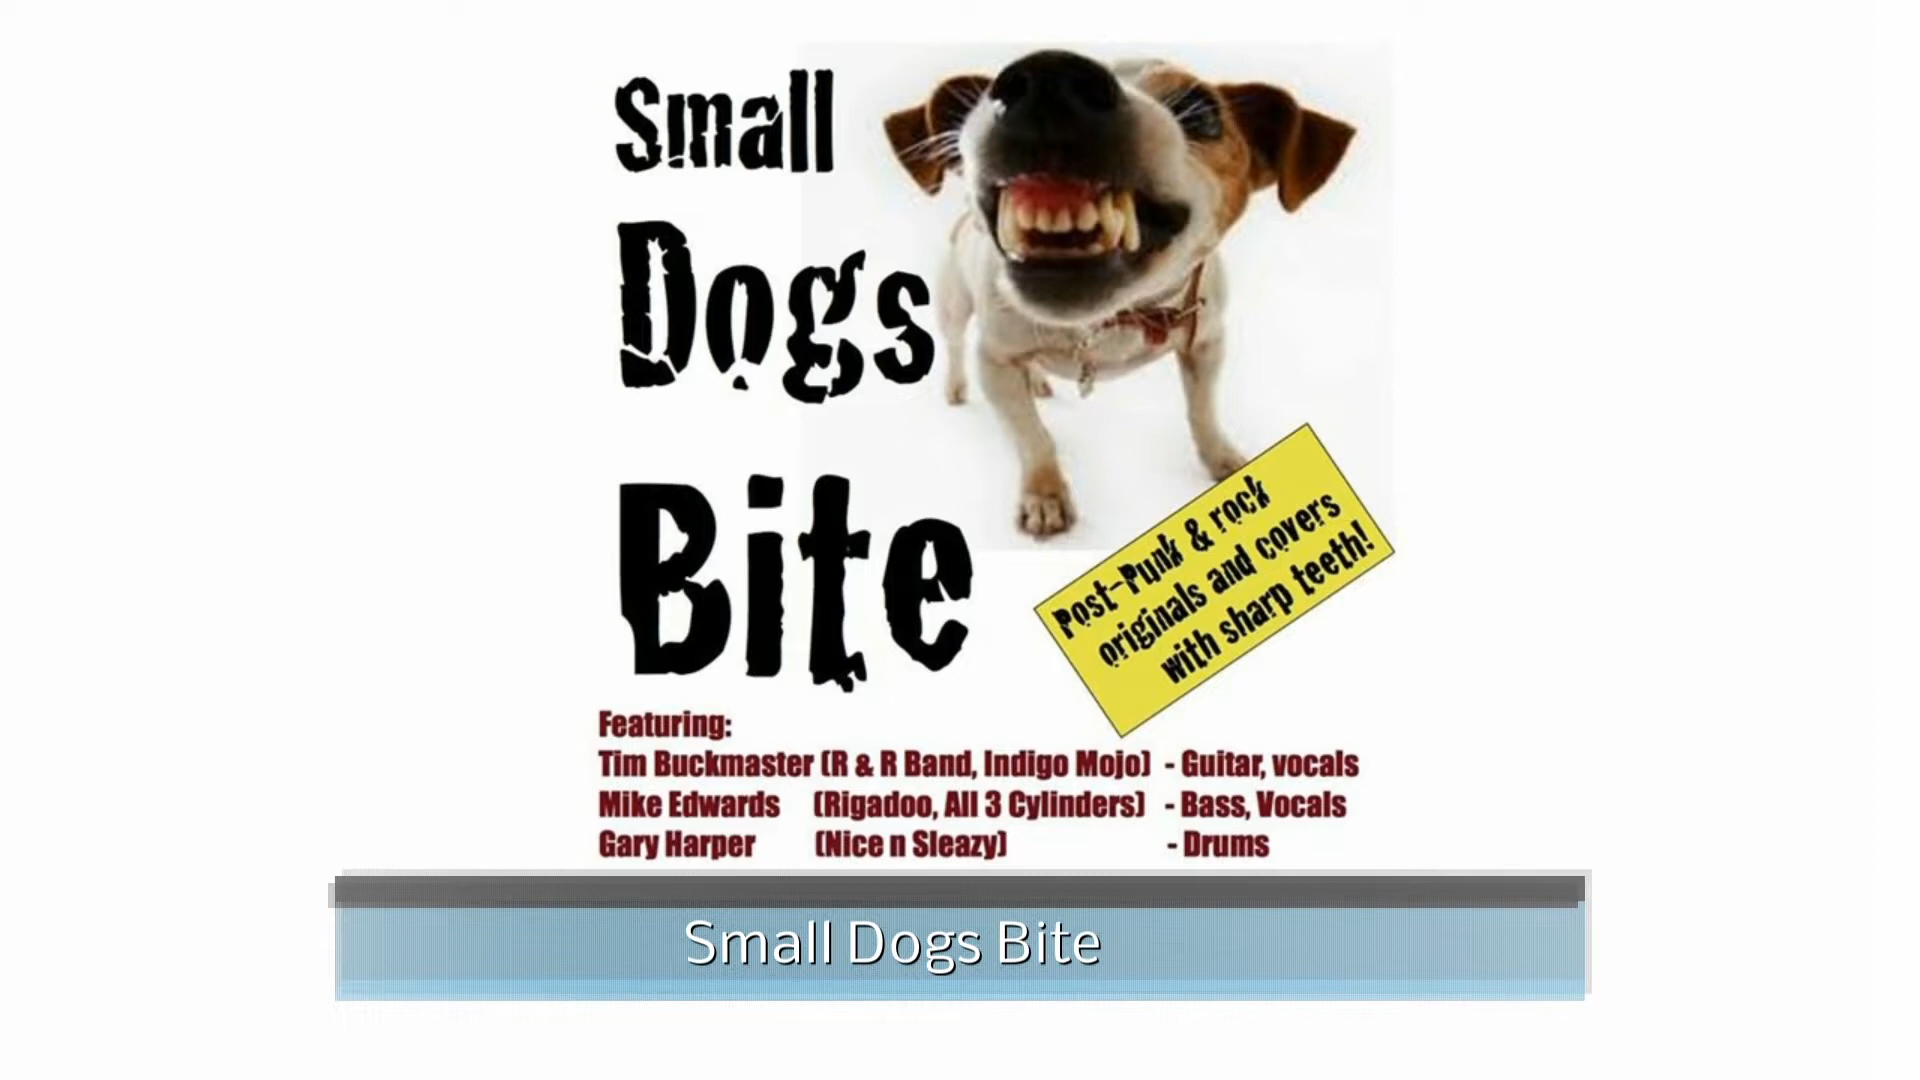 Small
Dogs
Bite
Post-Punk & rock
originals and covers
with sharp teeth!
Featuring:
Tim Buckmaster (R & R Band, Indigo Mojo) - Guitar, vocals
Mike Edwards (Rigadoo, All 3 Cylinders) - Bass, Vocals
Gary Harper (Nice n Sleazy) - Drums
Small Dogs Bite